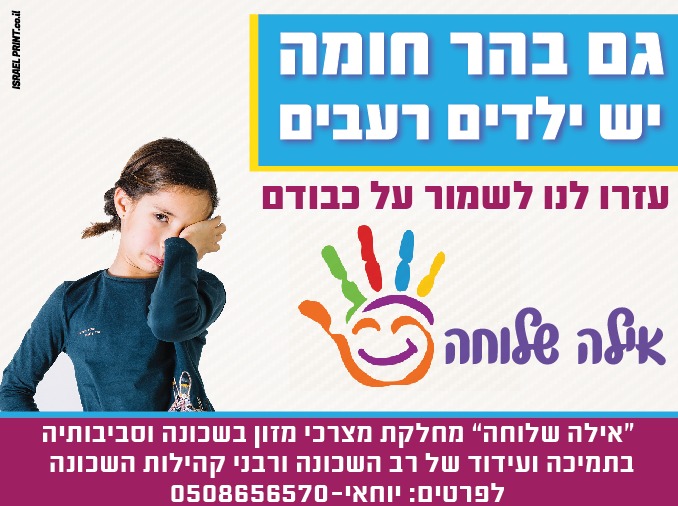 ISRAEL PRINT.co.il
גם בהר חומה
יש ילדים רעבים
עזרו לנו לשמור על כבודם
אילה שלוחה
"אילה שלוחה" מחלקת מצרכי מזון בשכונה וסביבותיה
בתמיכה ועידוד של רב השכונה ורבני קהילות השכונה
לפרטים: יוחאי-0508656570